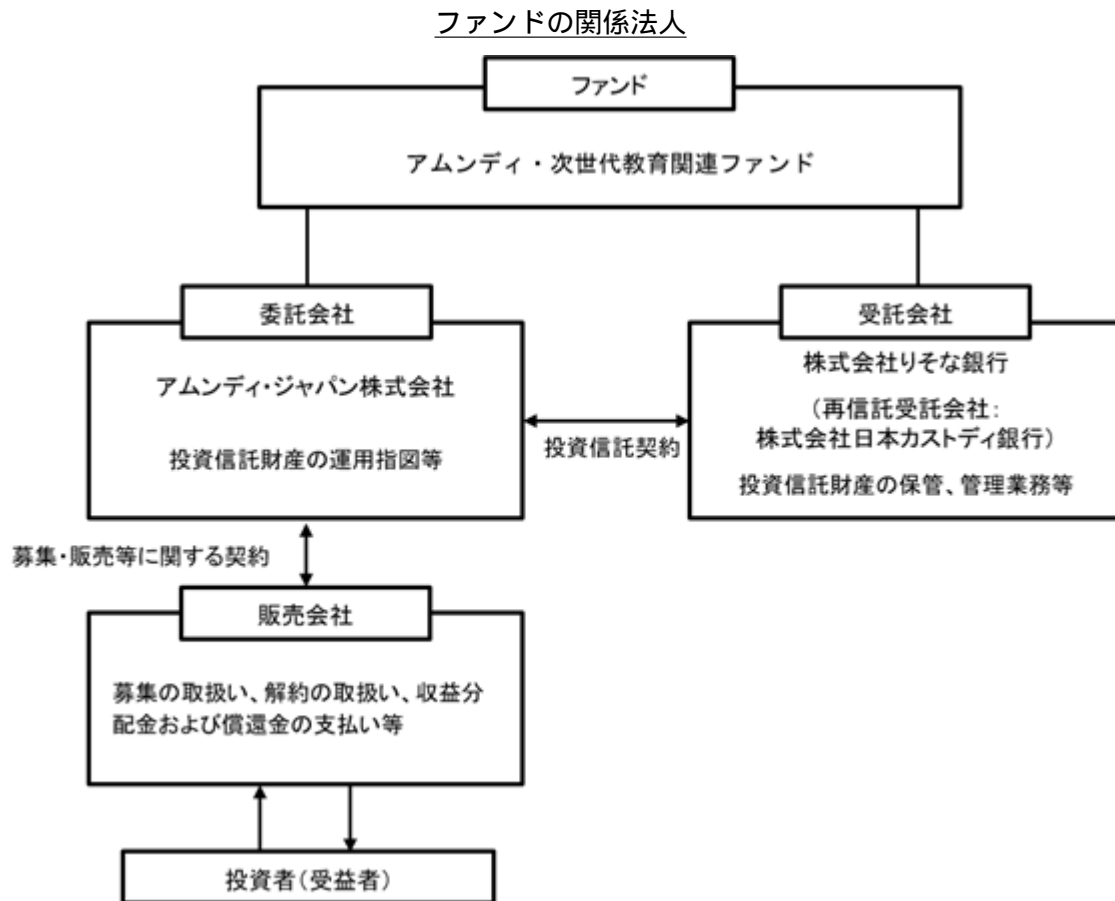 ファンドの関係法人
ファンド
アムンディ・次世代教育関連ファンド
委託会社
アムンディ・ジャパン株式会社
投資信託財産の運用指図等
投資信託契約
受託会社
株式会社りそな銀行
（再信託受託会社：
株式会社日本カストディ銀行）
投資信託財産の保管、管理業務等
募集・販売等に関する契約
販売会社
募集の取扱い、解約の取扱い、収益分
配金および償還金の支払い等
投資者（受益者）